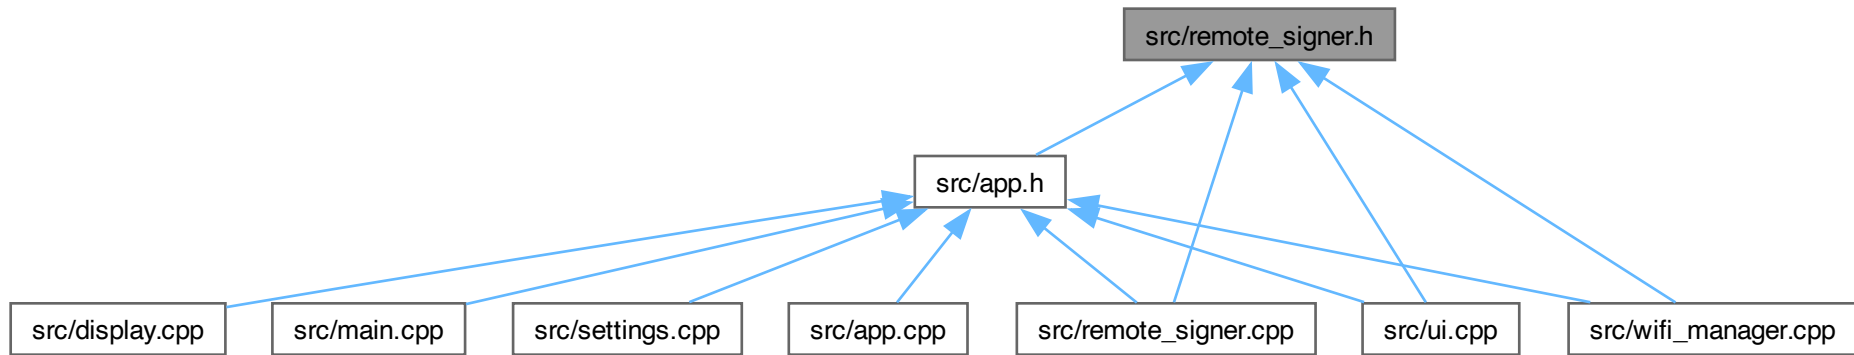 src/remote_signer.h
src/app.h
src/display.cpp
src/main.cpp
src/settings.cpp
src/app.cpp
src/remote_signer.cpp
src/ui.cpp
src/wifi_manager.cpp